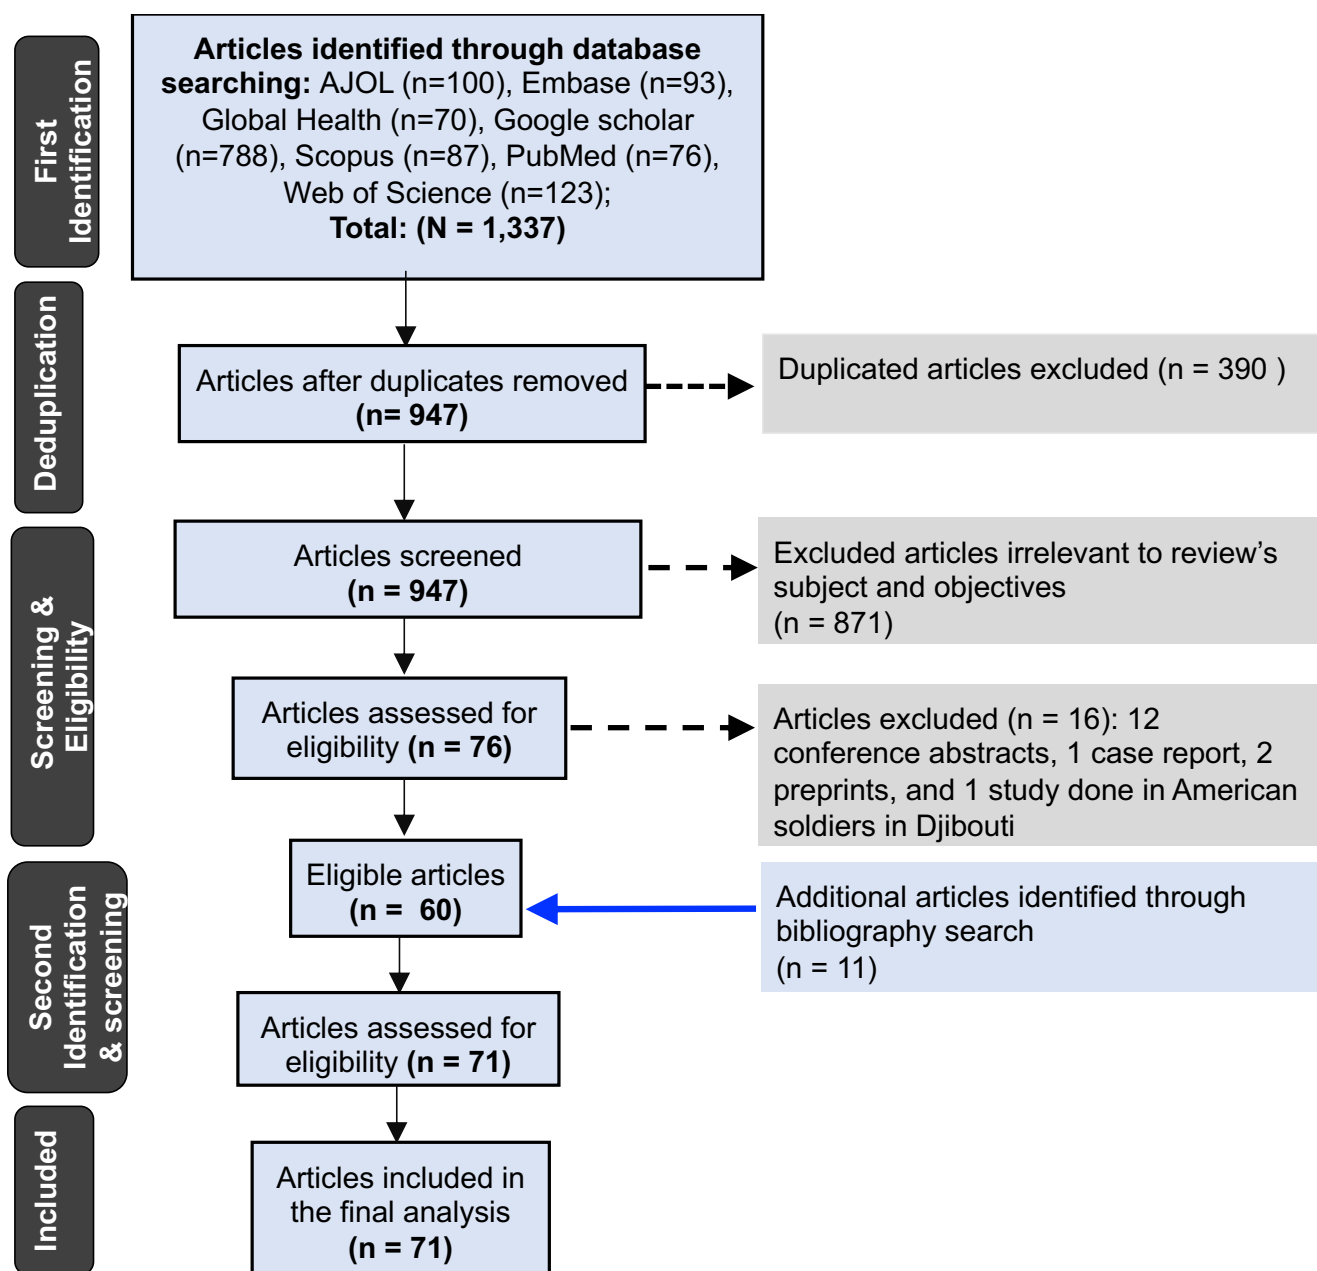 First
Identification
Articles identified through database
searching: AJOL (n=100), Embase (n=93),
Global Health (n=70), Google scholar
(n=788), Scopus (n=87), PubMed (n=76),
Web of Science (n=123);
Total: (N = 1,337)
Deduplication
Articles after duplicates removed
(n= 947)
Duplicated articles excluded (n = 390 )
Screening &
Eligibility
Articles screened
(n = 947)
Excluded articles irrelevant to review’s
subject and objectives
(n = 871)
Articles assessed for
eligibility (n = 76)
Articles excluded (n = 16): 12
conference abstracts, 1 case report, 2
preprints, and 1 study done in American
soldiers in Djibouti
Second
Identification
& screening
Eligible articles
(n =  60)
Additional articles identified through
bibliography search
(n = 11)
Articles assessed for
eligibility (n = 71)
Included
Articles included in
the final analysis
(n = 71)